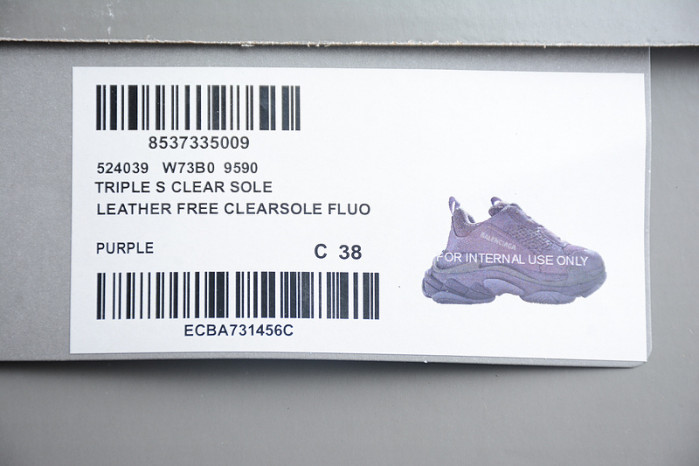 8537335009
524039 W73B0 9590
TRIPLE S CLEAR SOLE
LEATHER FREE CLEARSOLE FLUO
PURPLE
C 38
BALENCIAGA
FOR INTERNAL USE ONLY
ECBA731456C